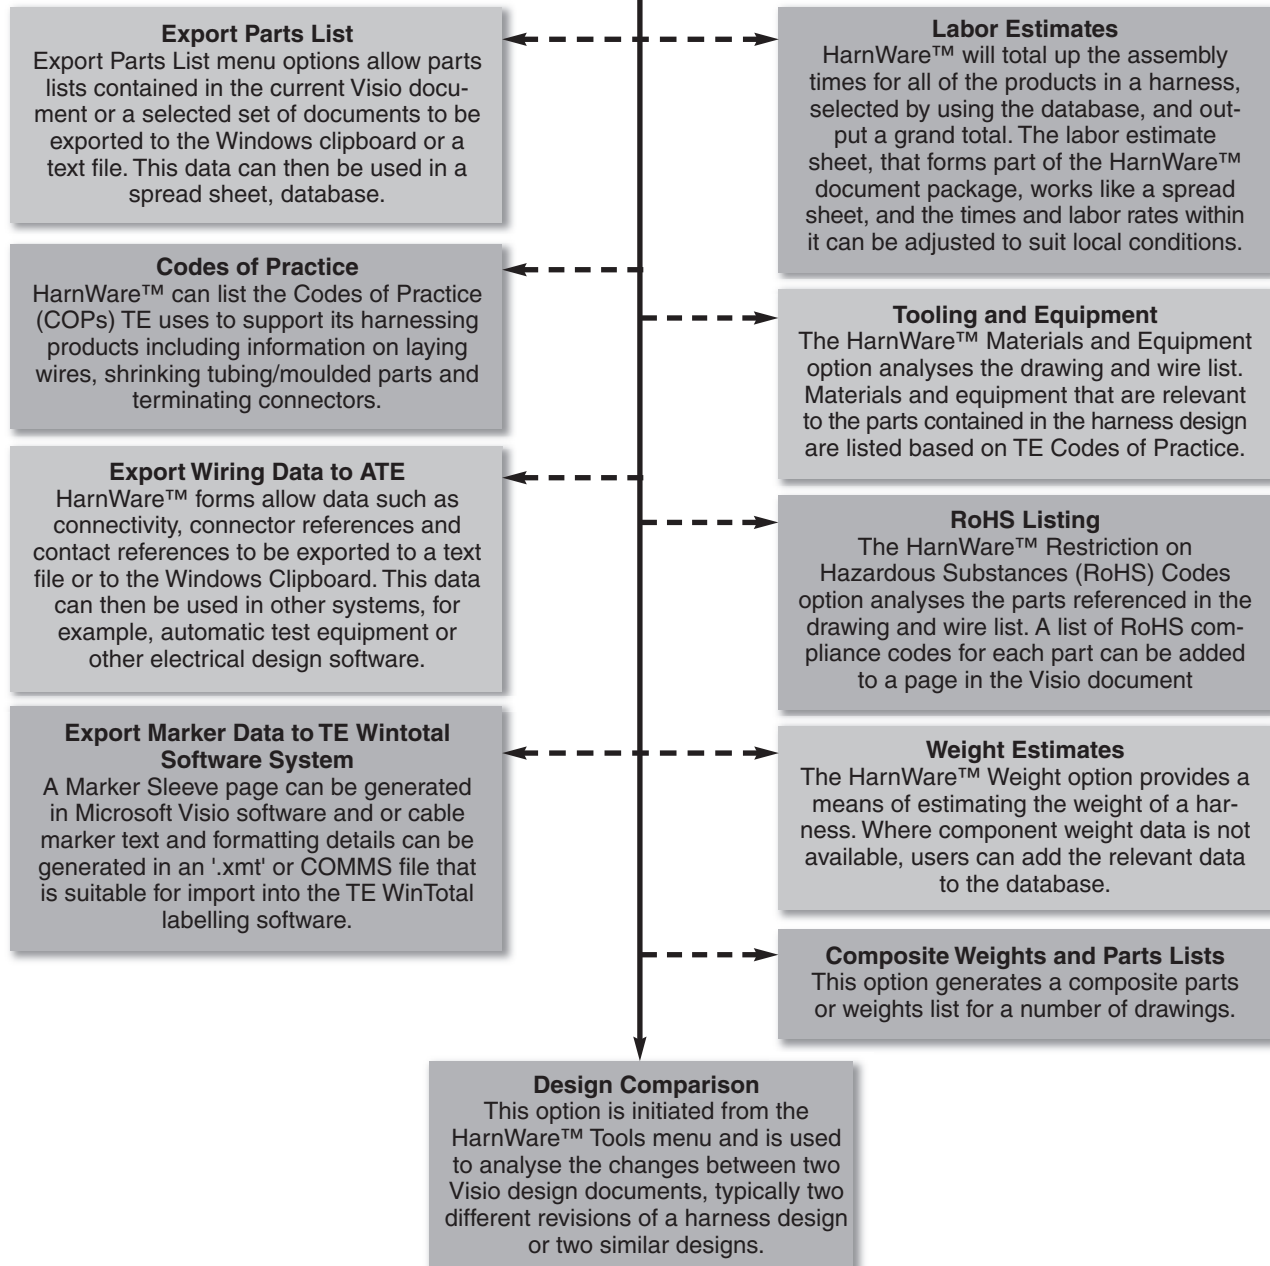 Export Parts List
Export Parts List menu options allow parts
lists contained in the current Visio docu-
ment or a selected set of documents to be
exported to the Windows clipboard or a
text file. This data can then be used in a
spread sheet, database.
Labor Estimates
HarnWare™ will total up the assembly
times for all of the products in a harness,
selected by using the database, and out-
put a grand total. The labor estimate
sheet, that forms part of the HarnWare™
document package, works like a spread
sheet, and the times and labor rates within
it can be adjusted to suit local conditions.
Codes of Practice
HarnWare™ can list the Codes of Practice
(COPs) TE uses to support its harnessing
products including information on laying
wires, shrinking tubing/moulded parts and
terminating connectors.
Tooling and Equipment
The HarnWare™ Materials and Equipment
option analyses the drawing and wire list.
Materials and equipment that are relevant
to the parts contained in the harness design
are listed based on TE Codes of Practice.
Export Wiring Data to ATE
HarnWare™ forms allow data such as
connectivity, connector references and
contact references to be exported to a text
file or to the Windows Clipboard. This data
can then be used in other systems, for
example, automatic test equipment or
other electrical design software.
RoHS Listing
The HarnWare™ Restriction on
Hazardous Substances (RoHS) Codes
option analyses the parts referenced in the
drawing and wire list. A list of RoHS com-
pliance codes for each part can be added
to a page in the Visio document
Export Marker Data to TE Wintotal
Software System
A Marker Sleeve page can be generated
in Microsoft Visio software and or cable
marker text and formatting details can be
generated in an '.xmt' or COMMS file that
is suitable for import into the TE WinTotal
labelling software.
Weight Estimates
The HarnWare™ Weight option provides a
means of estimating the weight of a har-
ness. Where component weight data is not
available, users can add the relevant data
to the database.
Composite Weights and Parts Lists
This option generates a composite parts
or weights list for a number of drawings.
Design Comparison
This option is initiated from the
HarnWare™ Tools menu and is used
to analyse the changes between two
Visio design documents, typically two
different revisions of a harness design
or two similar designs.